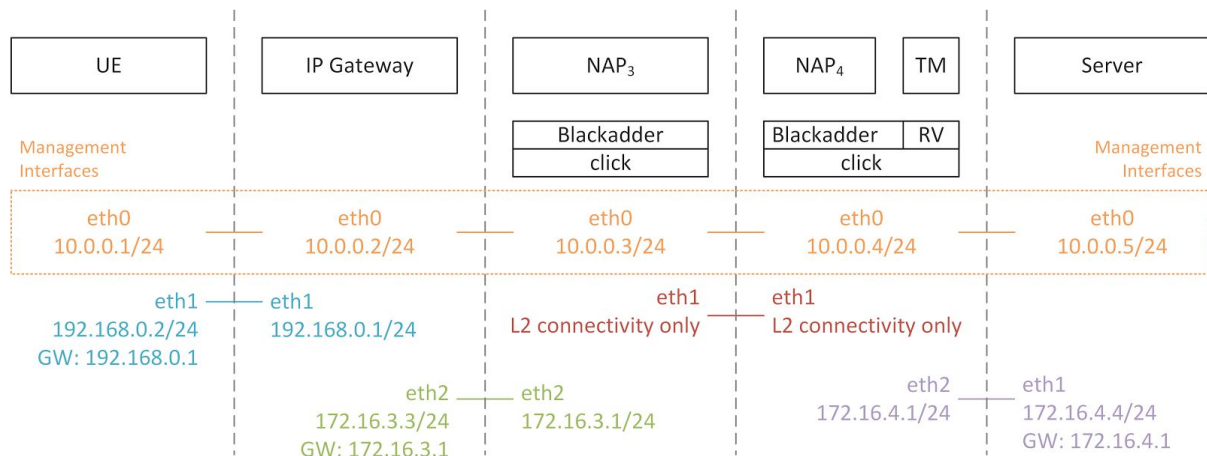 UE
IP Gateway
NAP₃
NAP₄
TM
Server
Blackadder
click
Blackadder
RV
click
Management
Interfaces
Management
Interfaces
eth0
10.0.0.1/24
eth0
10.0.0.2/24
eth0
10.0.0.3/24
eth0
10.0.0.4/24
eth0
10.0.0.5/24
eth1
192.168.0.2/24
GW: 192.168.0.1
eth1
192.168.0.1/24
eth1
L2 connectivity only
eth1
L2 connectivity only
eth2
172.16.3.3/24
GW: 172.16.3.1
eth2
172.16.3.1/24
eth2
172.16.4.1/24
eth1
172.16.4.4/24
GW: 172.16.4.1